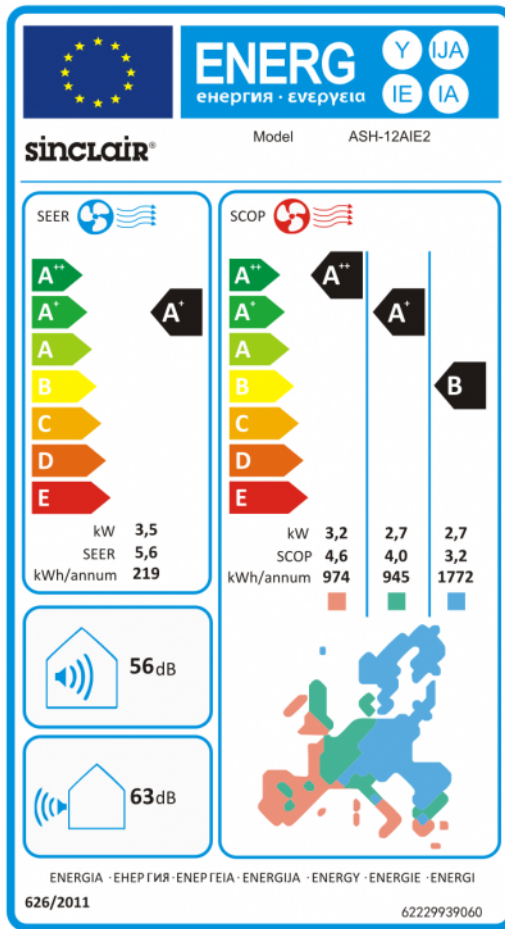 ENERG
енергия · ενεργεια
Y IJA
IE IA
sinclair®
Model ASH-12AIE2
SEER
A++
A+
A
B
C
D
E
A+
kW 3,5
SEER 5,6
kWh/annum 219
SCOP
A++
A+
A
B
C
D
E
A++
A+
B
kW 3,2 2,7 2,7
SCOP 4,6 4,0 3,2
kWh/annum 974 945 1772
56dB
63dB
ENERGIA · ЕНЕРГИЯ · ΕΝΕΡΓΕΙΑ · ENERGIJA · ENERGY · ENERGIE · ENERGI
626/2011
62229939060